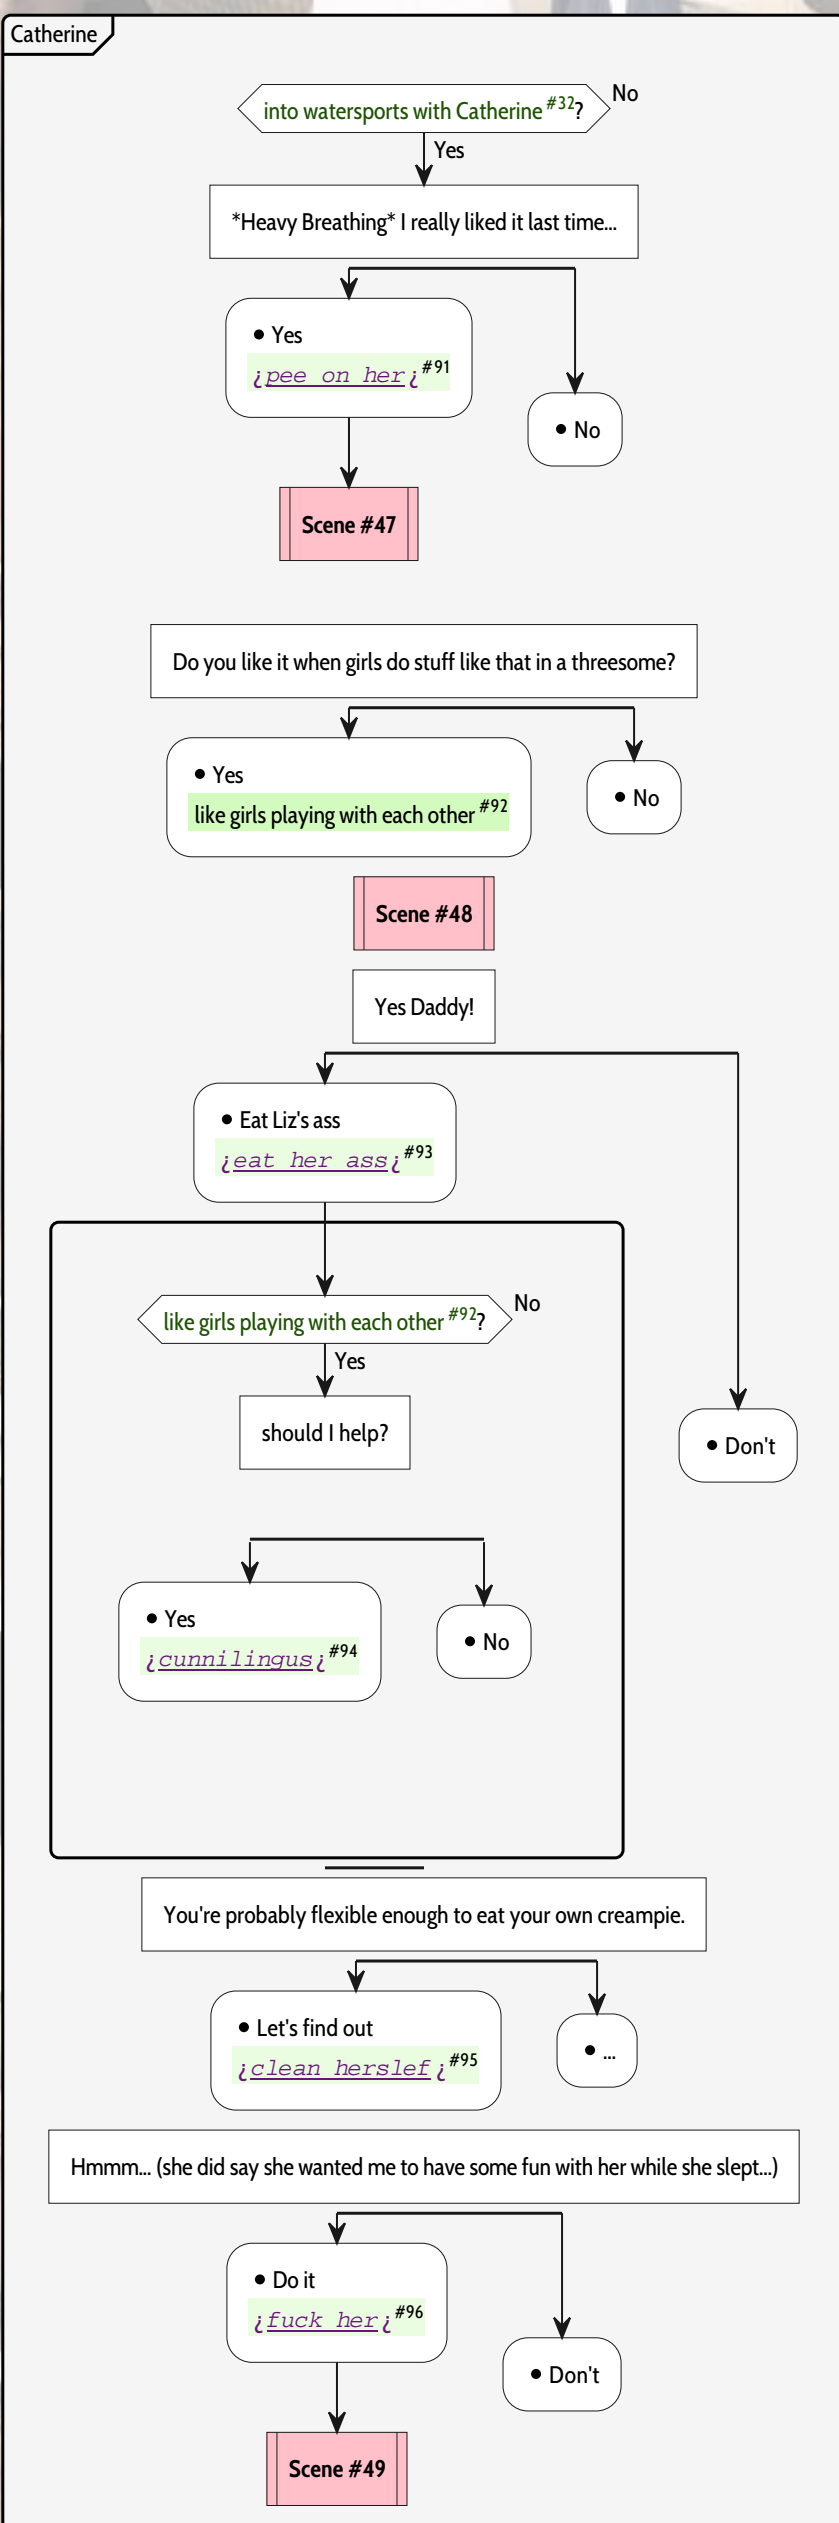 Catherine
into watersports with Catherine #32?
No
Yes
*Heavy Breathing* I really liked it last time...
● Yes
¿pee on her¿#91
● No
Scene #47
Do you like it when girls do stuff like that in a threesome?
● Yes
like girls playing with each other #92
● No
Scene #48
Yes Daddy!
● Eat Liz's ass
¿eat her ass¿#93
like girls playing with each other #92?
No
Yes
should I help?
● Don't
● Yes
¿cunnilingus¿#94
● No
You're probably flexible enough to eat your own creampie.
● Let's find out
¿clean herslef¿#95
● ...
Hmmm... (she did say she wanted me to have some fun with her while she slept...)
● Do it
¿fuck her¿#96
● Don't
Scene #49